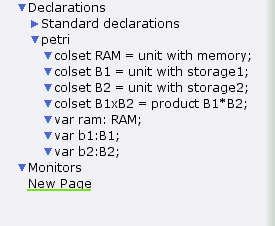 Declarations
Standard declarations
petri
colset RAM = unit with memory;
colset B1 = unit with storage1;
colset B2 = unit with storage2;
colset B1xB2 = product B1*B2;
var ram: RAM;
var b1:B1;
var b2:B2;
Monitors
New Page